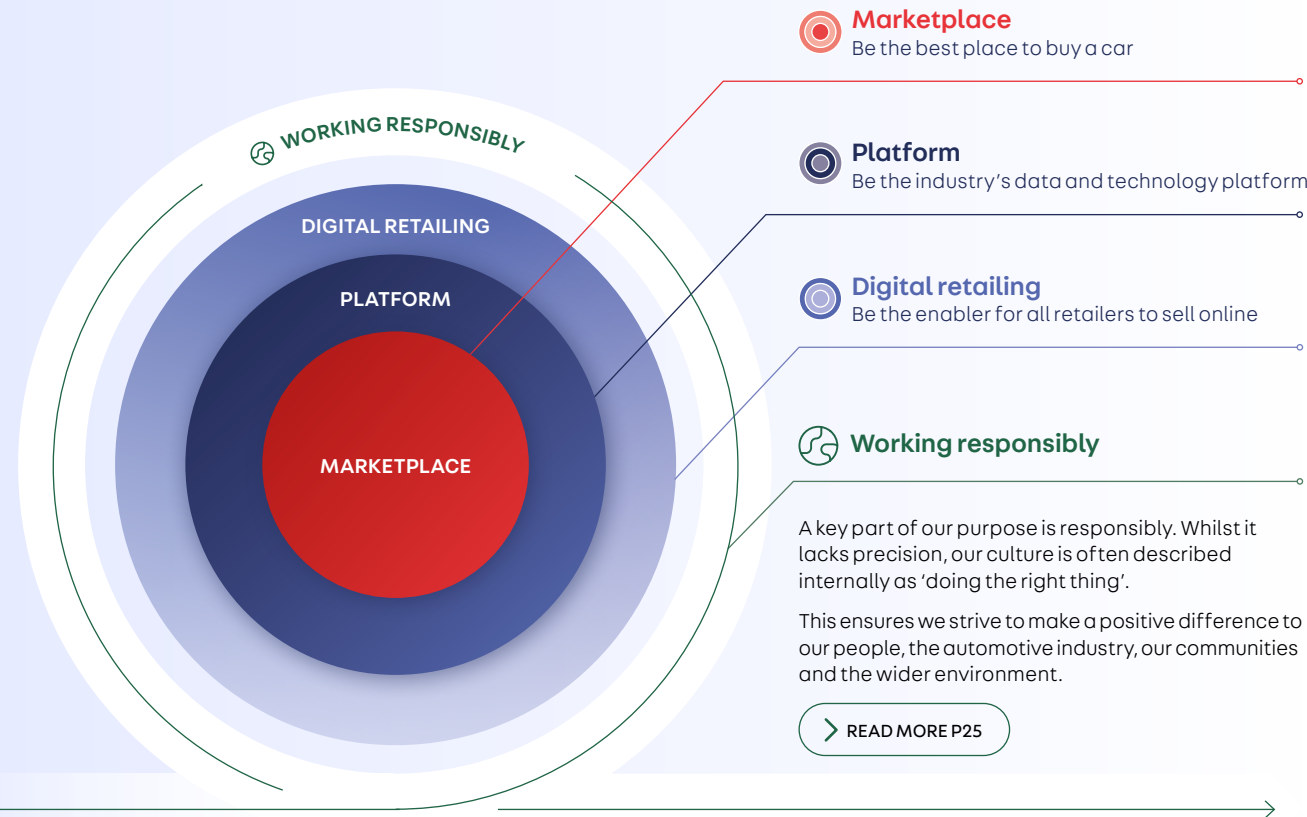 WORKING RESPONSIBLY
DIGITAL RETAILING
PLATFORM
MARKETPLACE
Marketplace
Be the best place to buy a car
Platform
Be the industry’s data and technology platform
Digital retailing
Be the enabler for all retailers to sell online
Working responsibly
A key part of our purpose is responsibly. Whilst it
lacks precision, our culture is often described
internally as ‘doing the right thing’.
This ensures we strive to make a positive difference to
our people, the automotive industry, our communities
and the wider environment.
READ MORE P25